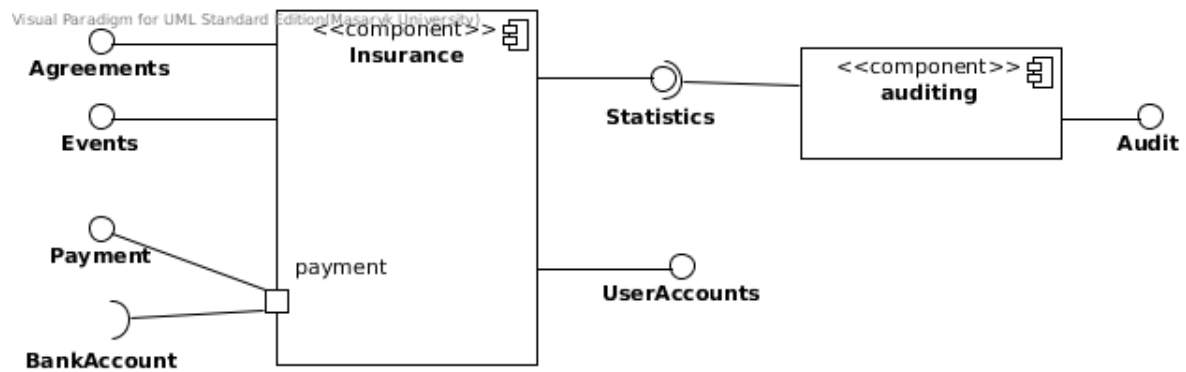 Visual Paradigm for UML Standard Edition(Masaryk University)
<<component>>
Insurance
Agreements
Events
Payment
payment
BankAccount
Statistics
UserAccounts
<<component>>
auditing
Audit